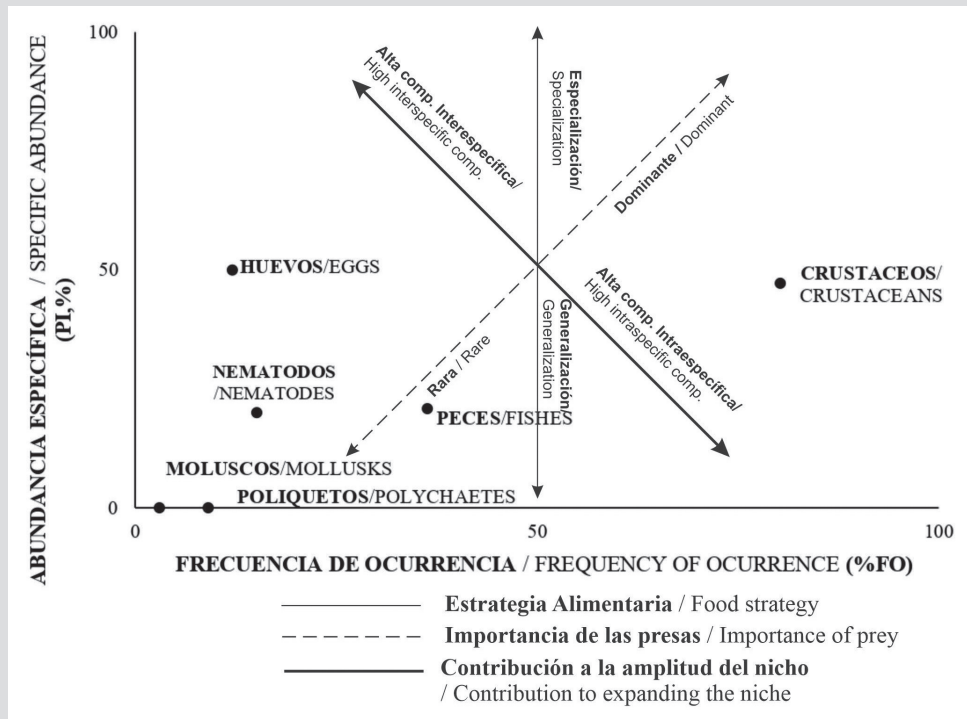 ABUNDANCIA ESPECÍFICA / SPECIFIC ABUNDANCE
(PI,%)
100
50
0
Alta comp. Interespecífica/
High interspecific comp.
Especialización/
Specialization
Dominante / Dominant
HUEVOS/EGGS
CRUSTACEOS/
CRUSTACEANS
Generalización/
Generalization
Alta comp. Intraespecífica/
High intraspecific comp.
Rara / Rare
NEMATODOS
/NEMATODES
PECES/FISHES
MOLUSCOS/MOLLUSKS
POLIQUETOS/POLYCHAETES
0
50
100
FRECUENCIA DE OCURRENCIA / FREQUENCY OF OCURRENCE (%FO)
Estrategia Alimentaria / Food strategy
Importancia de las presas / Importance of prey
Contribución a la amplitud del nicho
/ Contribution to expanding the niche